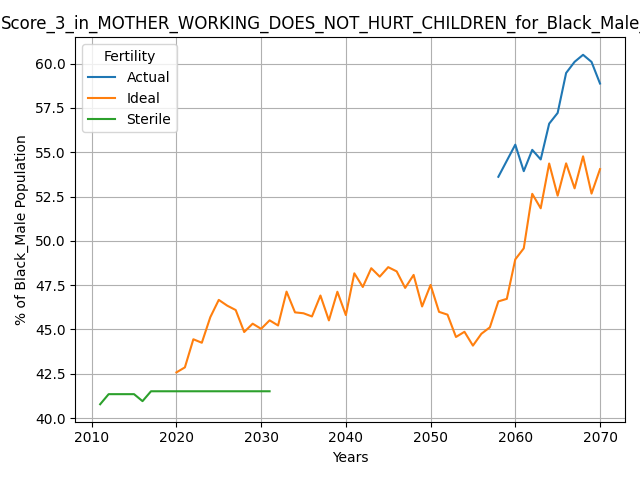 Score_3_in_MOTHER_WORKING_DOES_NOT_HURT_CHILDREN_for_Black_Male_
Fertility
Actual
Ideal
Sterile
% of Black_Male Population
60.0
57.5
55.0
52.5
50.0
47.5
45.0
42.5
40.0
2010 2020 2030 2040 2050 2060 2070
Years